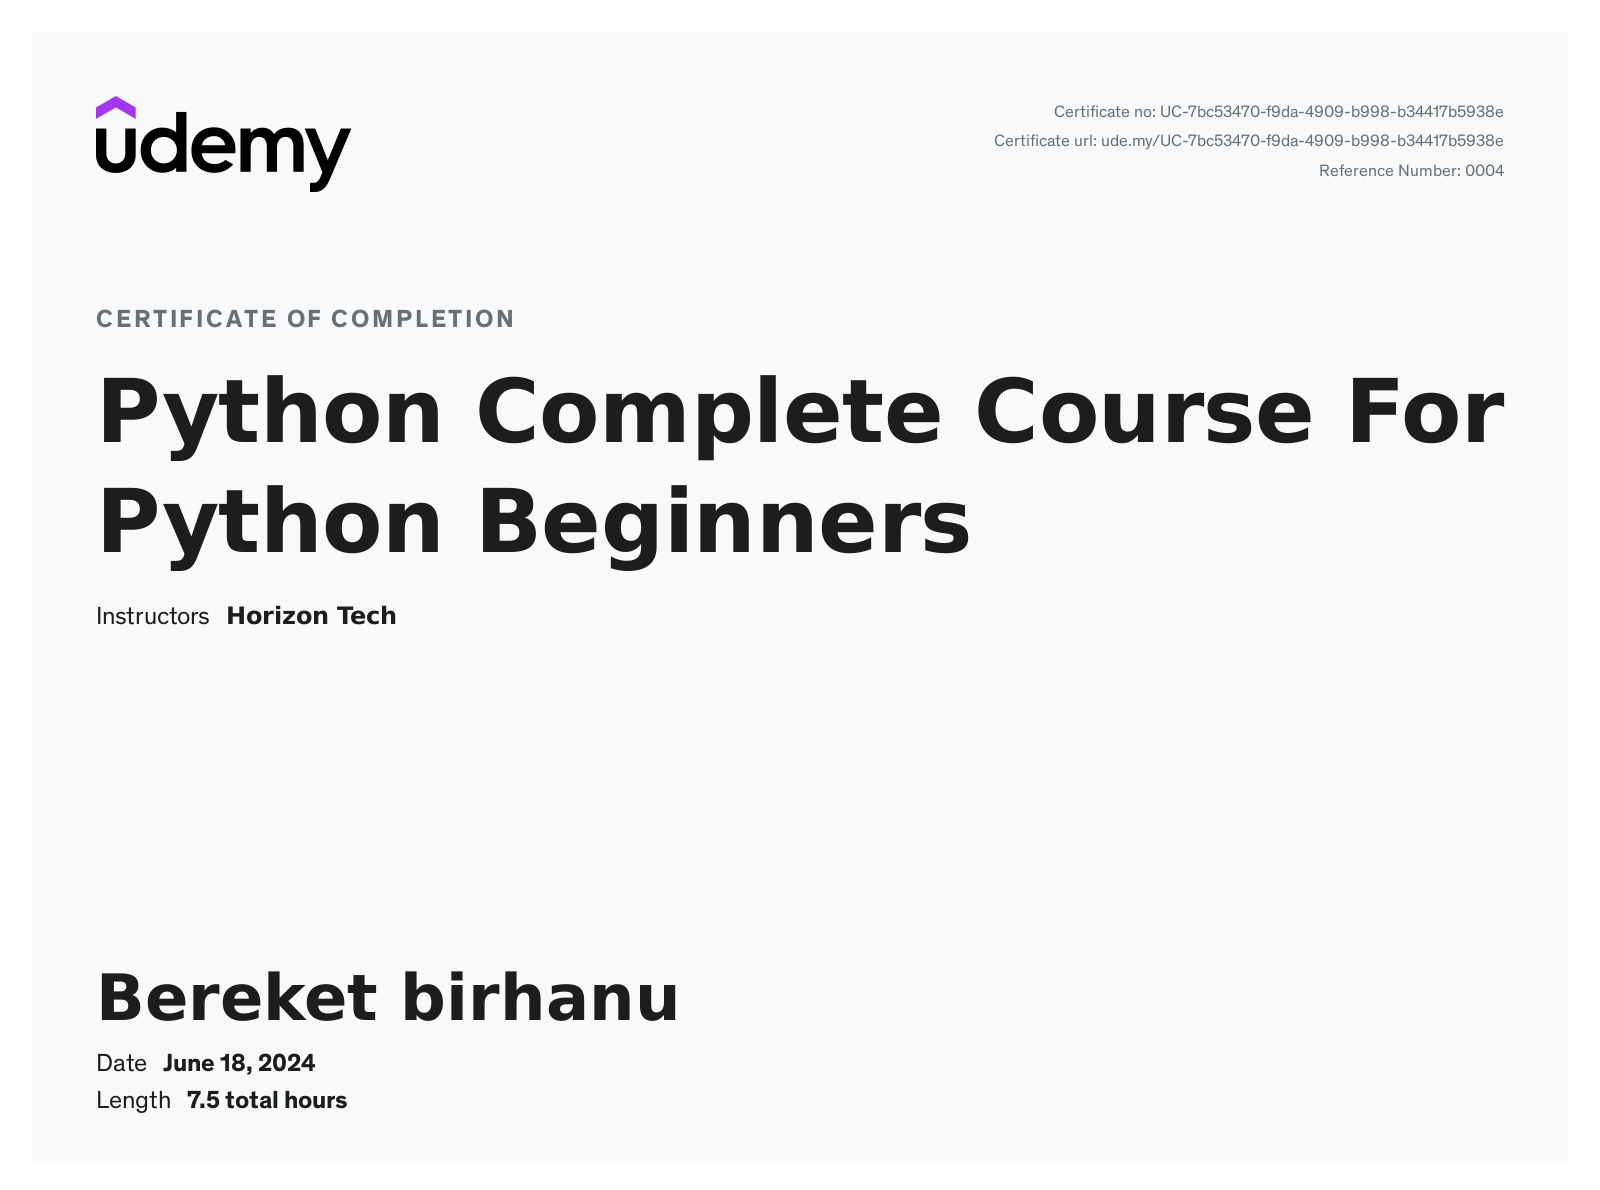 udemy
Certificate no: UC-7bc53470-f9da-4909-b998-b34417b5938e
Certificate url: ude.my/UC-7bc53470-f9da-4909-b998-b34417b5938e
Reference Number: 0004
CERTIFICATE OF COMPLETION
Python Complete Course For
Python Beginners
Instructors Horizon Tech
Bereket birhanu
Date June 18, 2024
Length 7.5 total hours